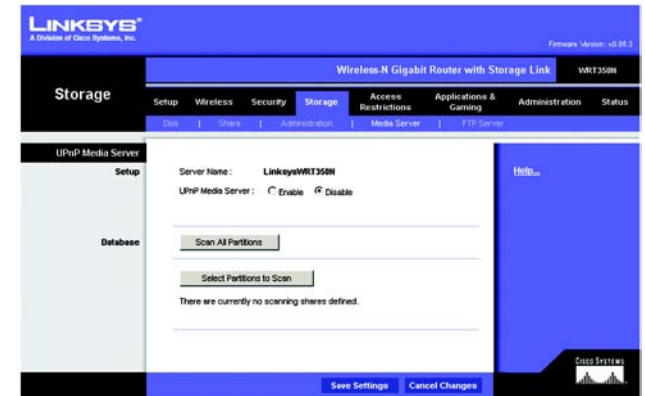 LINKSYS®
A Division of Cisco Systems, Inc.
Firmware Version: v0.05.3
Wireless-N Gigabit Router with Storage Link WRT350N
Storage
Setup Wireless Security Storage Access Restrictions Applications & Gaming Administration Status
Disk | Share | Administration | Media Server | FTP Server
UPnP Media Server
Setup
Server Name : LinksysWRT350N
Help...
UPnP Media Server : Enable Disable
Database
Scan All Partitions
Select Partitions to Scan
There are currently no scanning shares defined.
CISCO SYSTEMS
Save Settings Cancel Changes